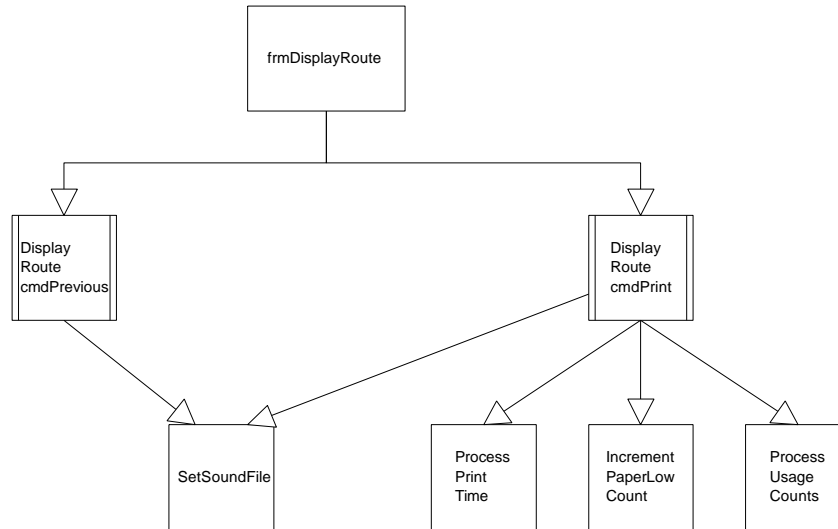 frmDisplayRoute
Display
Route
cmdPrevious
Display
Route
cmdPrint
SetSoundFile
Process
Print
Time
Increment
PaperLow
Count
Process
Usage
Counts